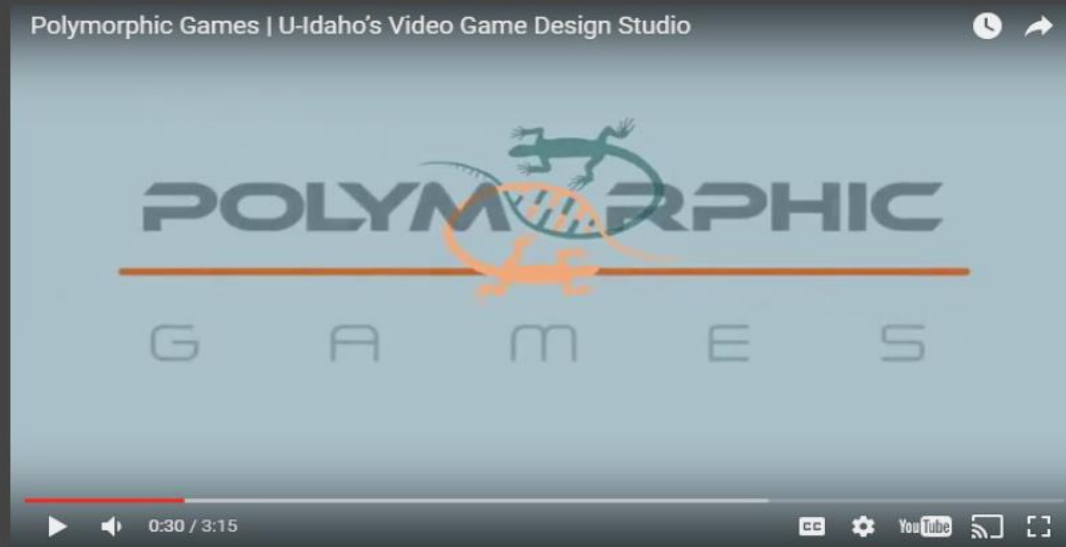 Polymorphic Games | U-Idaho's Video Game Design Studio
POLYMORPHIC
GAMES
0:30 / 3:15
CC
YouTube